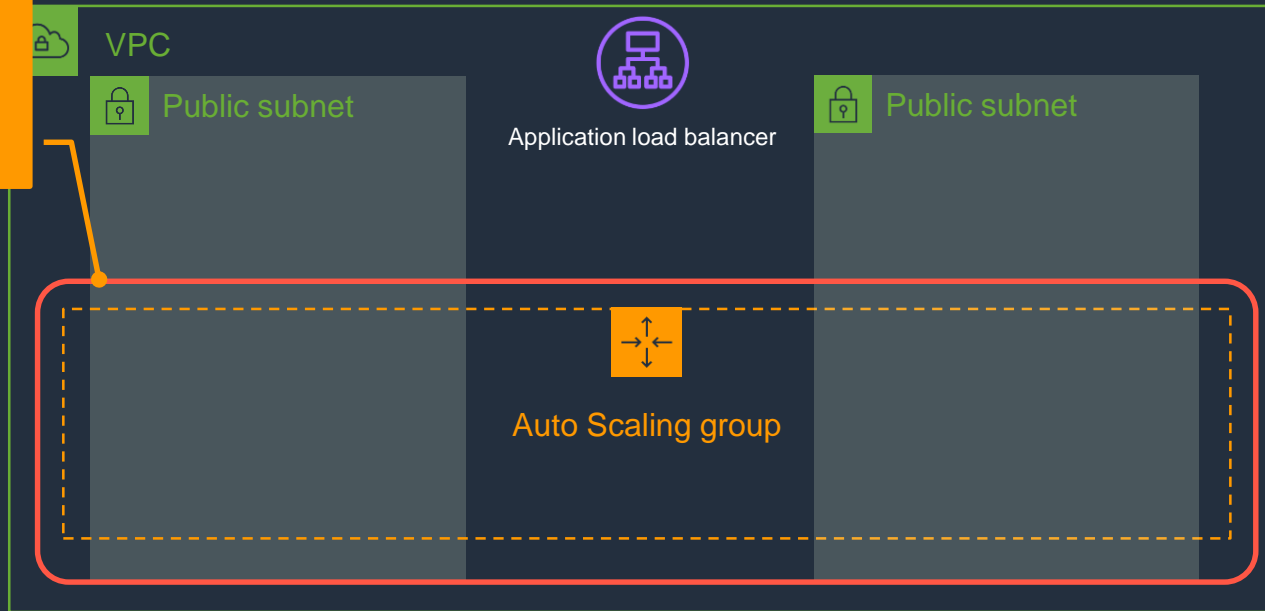 VPC
Public subnet
Application load balancer
Public subnet
Auto Scaling group